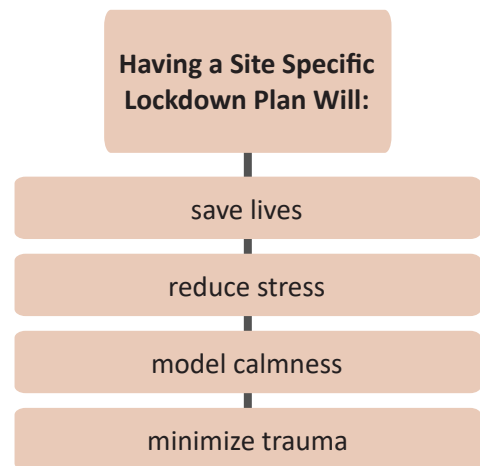 Having a Site Specific
Lockdown Plan Will:
save lives
reduce stress
model calmness
minimize trauma